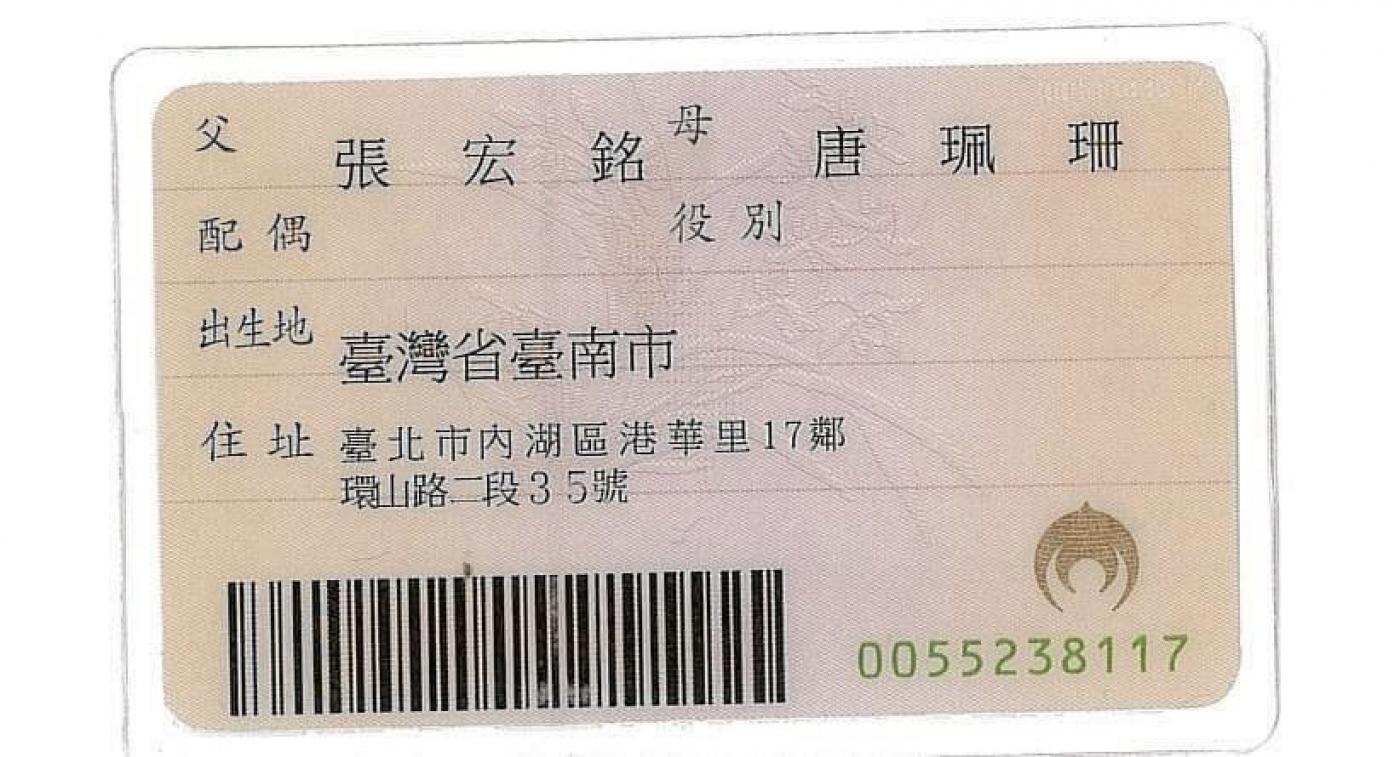 父 張宏銘 母 唐珮珊
配偶 役別
出生地 臺灣省臺南市
住址 臺北市內湖區港華里17鄰
環山路二段35號
0055238117